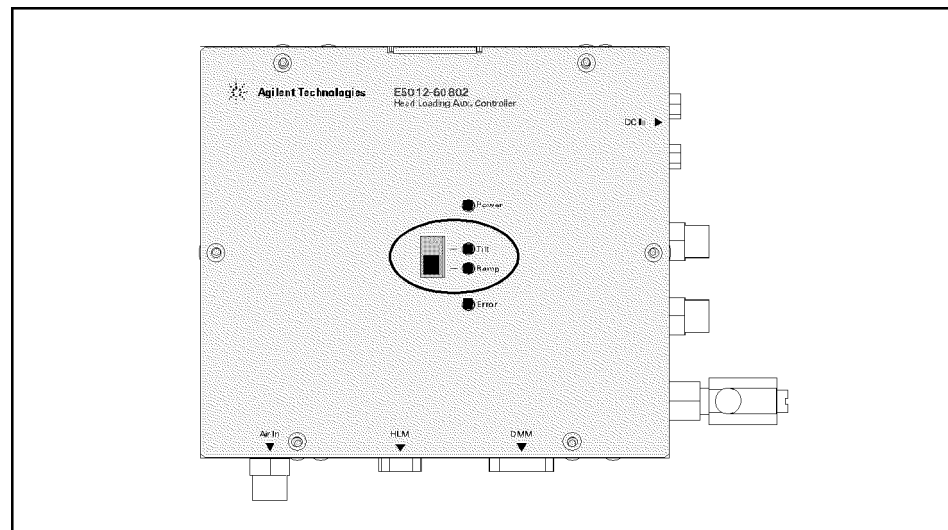 Agilent Technologies
E5012-60802
Head Loading Aux. Controller
DC In
Power
Tilt
Ramp
Error
Air In
HLM
DMM